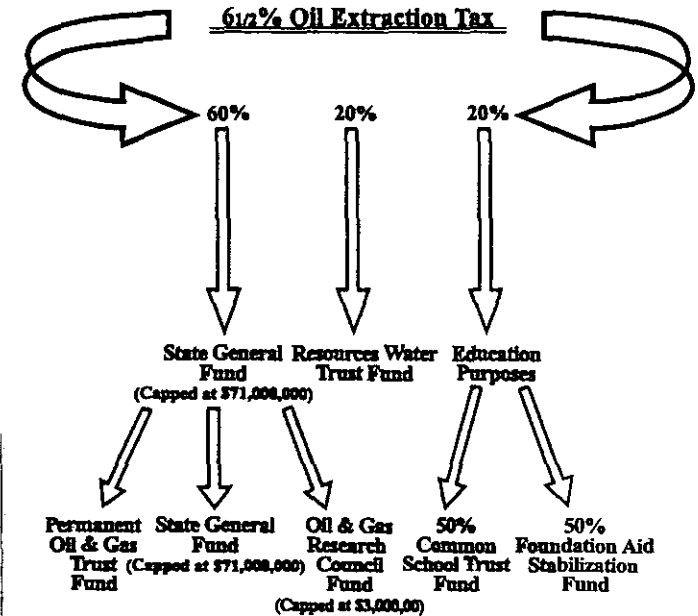 6 1/2% Oil Extraction Tax
60% 20% 20%
State General Fund
(Capped at $71,000,000)
Resources Water Trust Fund
Education Purposes
Permanent Oil & Gas Trust Fund
State General Fund
(Capped at $71,000,000)
Oil & Gas Research Council Fund
(Capped at $3,000,00)
50% Common School Trust Fund
50% Foundation Aid Stabilization Fund